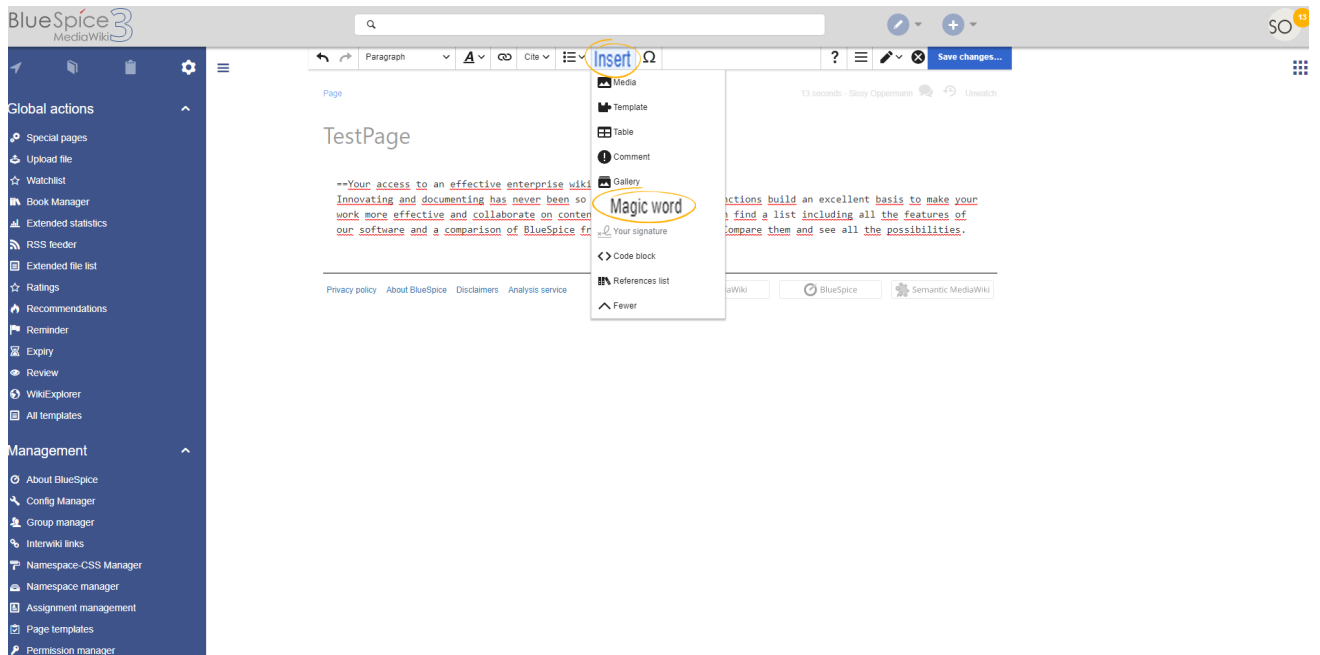 BlueSpice 3
MediaWiki
SO 13
Paragraph A Cite Insert Ω ? Save changes...
Global actions
Special pages
Upload file
Watchlist
Book Manager
Extended statistics
RSS feeder
Extended file list
Ratings
Recommendations
Reminder
Expiry
Review
WikiExplorer
All templates
Management
About BlueSpice
Config Manager
Group manager
Interwiki links
Namespace-CSS Manager
Namespace manager
Assignment management
Page templates
Permission manager
Page
13 seconds - Sissy Oppermann Unwatch
TestPage
==Your access to an effective enterprise wiki
Innovating and documenting has never been so nctions build an excellent basis to make your
work more effective and collaborate on conten find a list including all the features of
our software and a comparison of BlueSpice fr ompare them and see all the possibilities.
Media
Template
Table
Comment
Gallery
Magic word
Your signature
Code block
References list
Fewer
Privacy policy About BlueSpice Disclaimers Analysis service
iaWiki BlueSpice Semantic MediaWiki